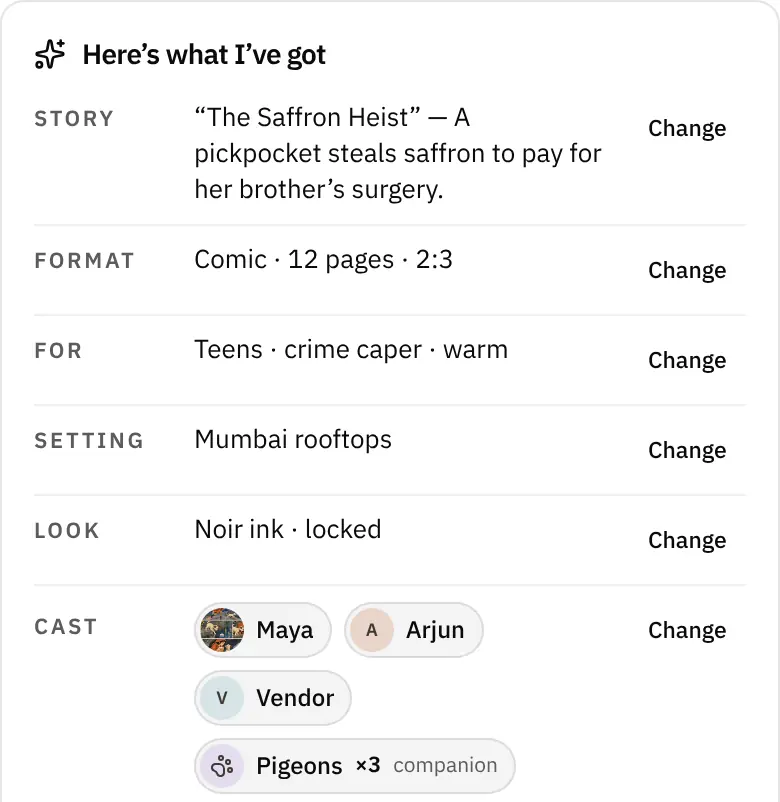 Here’s what I’ve got
STORY
“The Saffron Heist” — A
pickpocket steals saffron to pay for
her brother’s surgery.
Change
FORMAT
Comic · 12 pages · 2:3
Change
FOR
Teens · crime caper · warm
Change
SETTING
Mumbai rooftops
Change
LOOK
Noir ink · locked
Change
CAST
Maya
A Arjun
Change
V Vendor
Pigeons ×3 companion